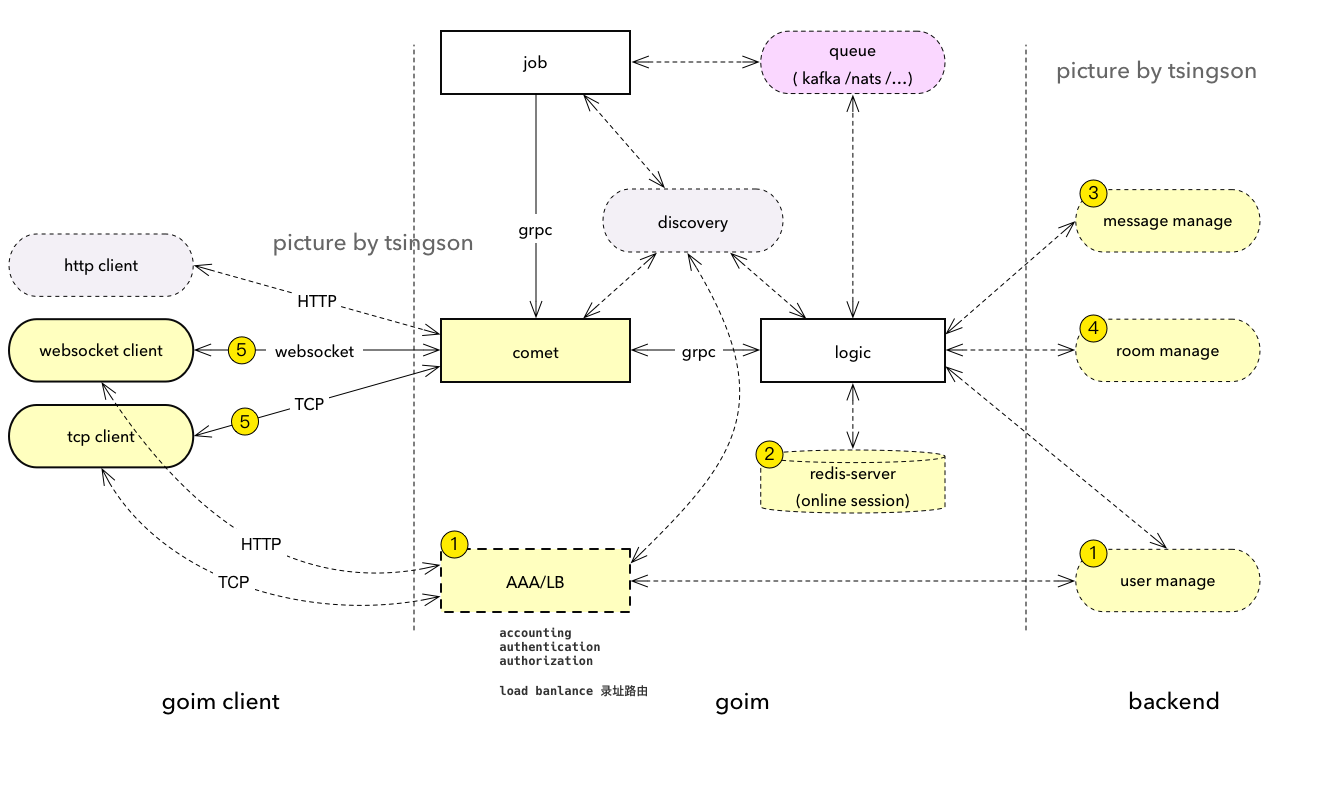 job
queue
( kafka /nats /...)
picture by tsingson
3
message manage
discovery
grpc
picture by tsingson
http client
HTTP
4
room manage
websocket client
5
websocket
comet
grpc
logic
TCP
5
tcp client
2
redis-server
(online session)
HTTP
1
AAA/LB
TCP
1
user manage
accounting
authentication
authorization
load banlance 录址路由
goim client
goim
backend